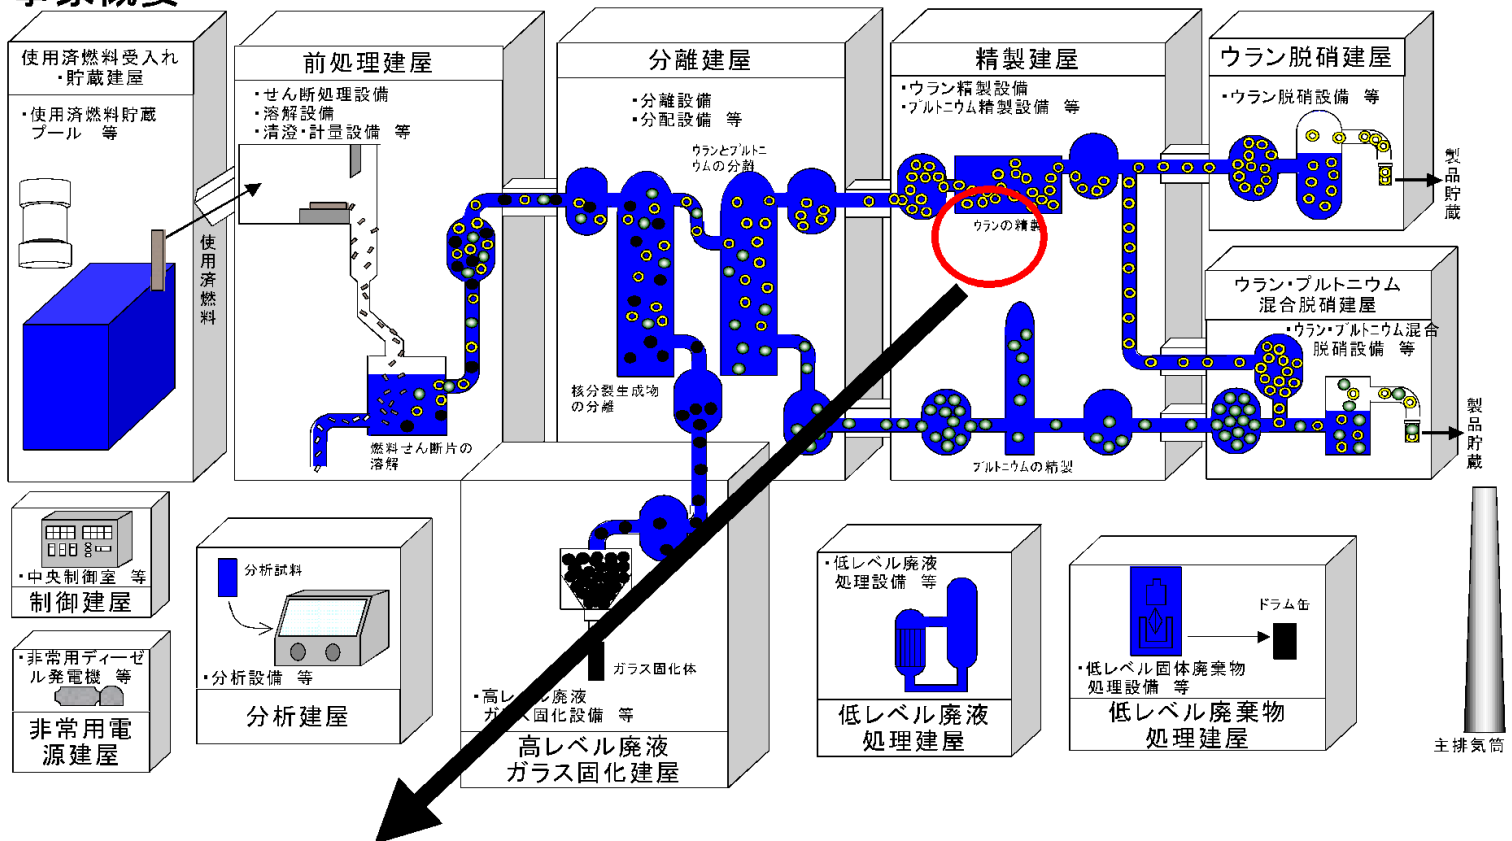 事業概要
使用済燃料受入れ
・貯蔵建屋
・使用済燃料貯蔵
プール 等
使用済燃料
前処理建屋
・せん断処理設備
・溶解設備
・清澄・計量設備 等
燃料せん断片の
溶解
分離建屋
・分離設備
・分配設備 等
ウランとプルトニ
ウムの分離
核分裂生成物
の分離
精製建屋
・ウラン精製設備
・プルトニウム精製設備 等
ウランの精製
プルトニウムの精製
ウラン脱硝建屋
・ウラン脱硝設備 等
製品貯蔵
ウラン・プルトニウム
混合脱硝建屋
・ウラン・プルトニウム混合
脱硝設備 等
製品貯蔵
・中央制御室 等
制御建屋
・非常用ディーゼ
ル発電機 等
非常用電
源建屋
分析試料
・分析設備 等
分析建屋
ガラス固化体
・高レベル廃液
ガラス固化設備 等
高レベル廃液
ガラス固化建屋
・低レベル廃液
処理設備 等
低レベル廃液
処理建屋
ドラム缶
・低レベル固体廃棄物
処理設備 等
低レベル廃棄物
処理建屋
主排気筒